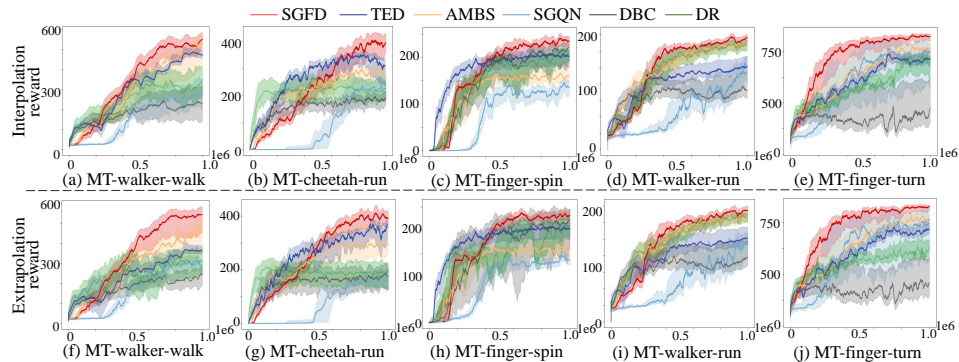 SGFD TED AMBS SGQN DBC DR
Interpolation
reward
600
300
0
0 0.5 1.0
1e6
(a) MT-walker-walk
400
200
0
0 0.5 1.0
1e6
(b) MT-cheetah-run
200
100
0
0 0.5 1.0
1e6
(c) MT-finger-spin
200
100
0
0 0.5 1.0
1e6
(d) MT-walker-run
750
500
0
0 0.5 1.0
1e6
(e) MT-finger-turn
Extrapolation
reward
600
300
0
0 0.5 1.0
1e6
(f) MT-walker-walk
400
200
0
0 0.5 1.0
1e6
(g) MT-cheetah-run
200
100
0
0 0.5 1.0
1e6
(h) MT-finger-spin
200
100
0
0 0.5 1.0
1e6
(i) MT-walker-run
750
500
0
0 0.5 1.0
1e6
(j) MT-finger-turn